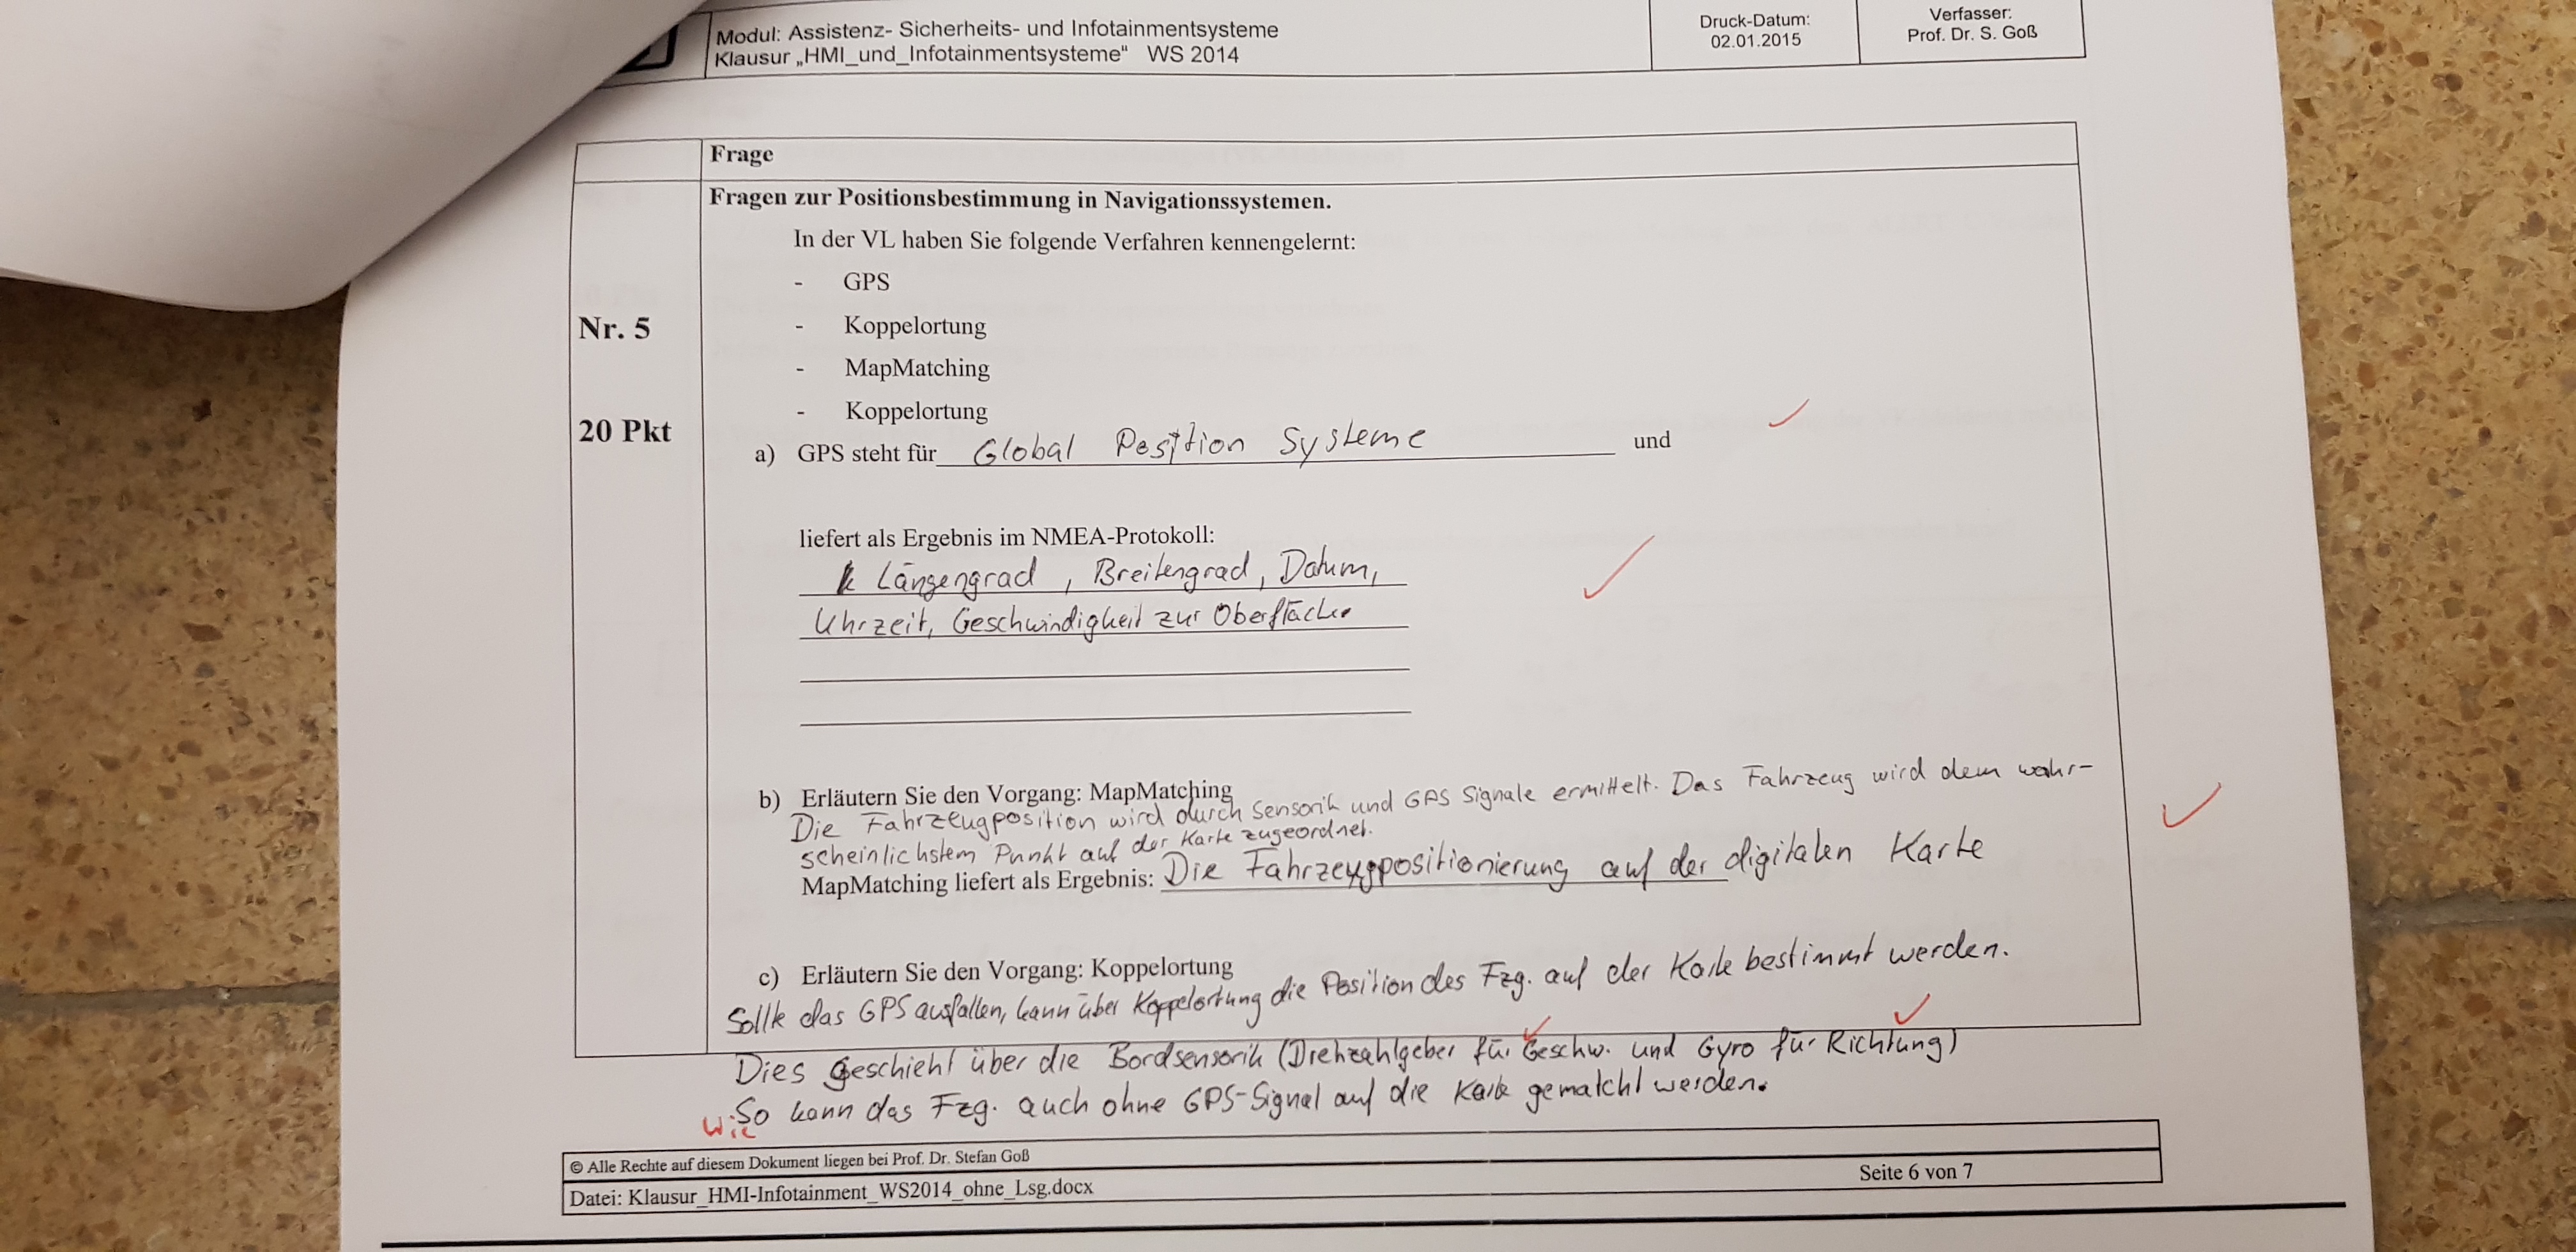 Modul: Assistenz- Sicherheits- und Infotainmentsysteme
Klausur „HMI_und_Infotainmentsysteme" WS 2014
Druck-Datum:
02.01.2015
Verfasser:
Prof. Dr. S. Goß
Frage
Nr. 5
20 Pkt
Fragen zur Positionsbestimmung in Navigationssystemen.
In der VL haben Sie folgende Verfahren kennengelernt:
- GPS
- Koppelortung
- MapMatching
- Koppelortung
a) GPS steht für Global Position Systeme und
liefert als Ergebnis im NMEA-Protokoll:
Längengrad, Breitengrad, Datum,
Uhrzeit, Geschwindigkeit zur Oberfläche
b) Erläutern Sie den Vorgang: MapMatching
Die Fahrzeugposition wird durch Sensorik und GPS Signale ermittelt. Das Fahrzeug wird dem wahr-
scheinlichstem Punkt auf der Karte zugeordnet.
MapMatching liefert als Ergebnis: Die Fahrzeugpositionierung auf der digitalen Karte
c) Erläutern Sie den Vorgang: Koppelortung
Sollte das GPS ausfallen, kann über Koppelortung die Position des Fzg. auf der Karte bestimmt werden.
Dies geschieht über die Bordsensorik (Drehzahlgeber für Geschw. und Gyro für Richtung)
So kann das Fzg. auch ohne GPS-Signal auf die Karte gematcht werden.
Wie
© Alle Rechte auf diesem Dokument liegen bei Prof. Dr. Stefan Goß
Seite 6 von 7
Datei: Klausur_HMI-Infotainment_WS2014_ohne_Lsg.docx